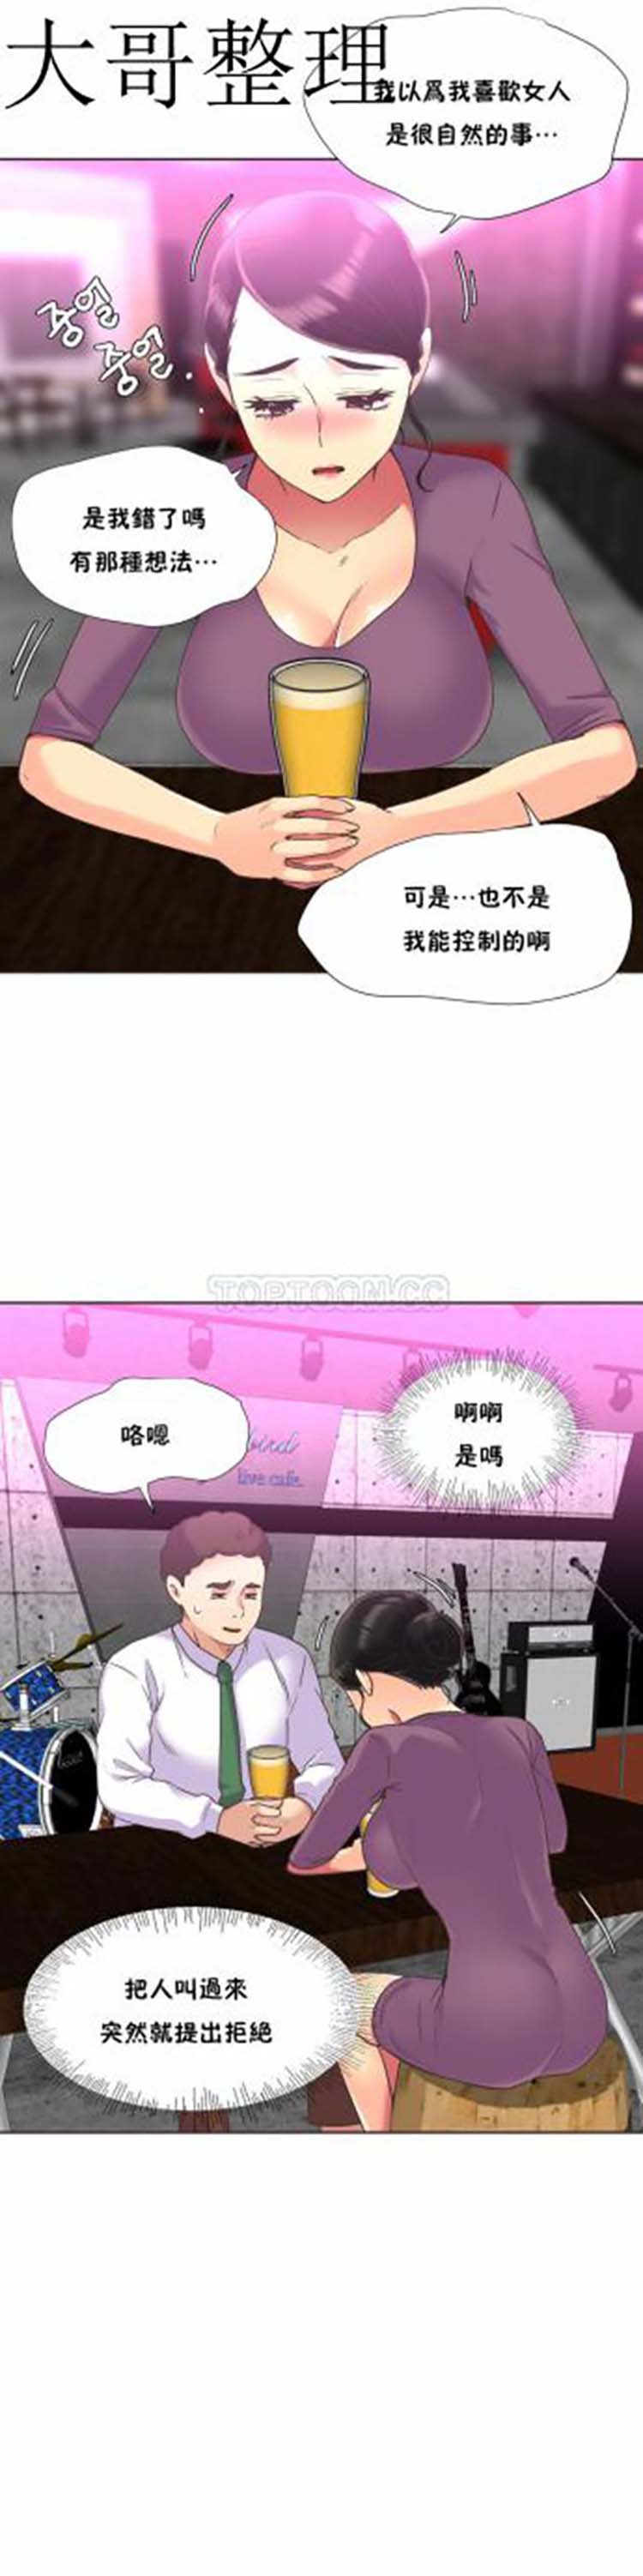 大哥整理
我以爲我喜歡女人
是很自然的事…
중얼
중얼..
是我錯了嗎
有那種想法…
可是…也不是
我能控制的啊
TOPTOON.CC
咯嗯
啊啊
是嗎
bird
live cafe
把人叫過來
突然就提出拒絕